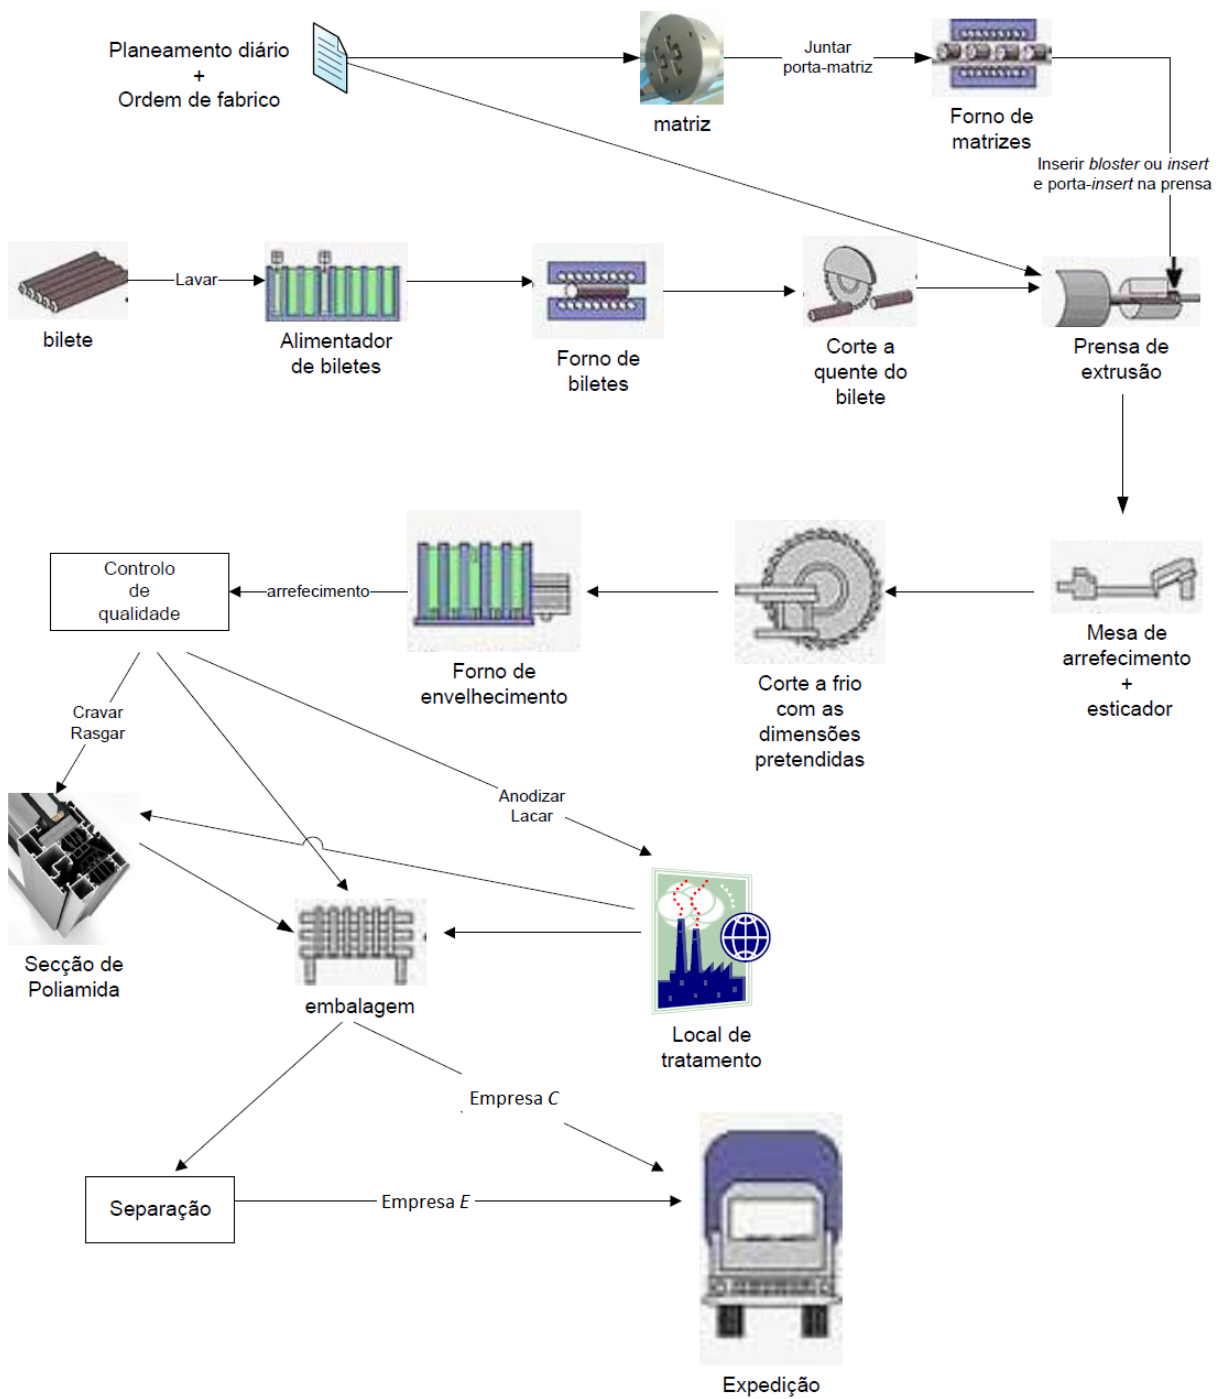 Planeamento diário
+
Ordem de fabrico
matriz
Juntar
porta-matriz
Forno de
matrizes
Inserir bloster ou insert
e porta-insert na prensa
bilete
Lavar
Alimentador
de biletes
Forno de
biletes
Corte a
quente do
bilete
Prensa de
extrusão
Controlo
de
qualidade
arrefecimento
Forno de
envelhecimento
Corte a frio
com as
dimensões
pretendidas
Mesa de
arrefecimento
+
esticador
Cravar
Rasgar
Anodizar
Lacar
Secção de
Poliamida
embalagem
Local de
tratamento
Empresa C
Separação
Empresa E
Expedição